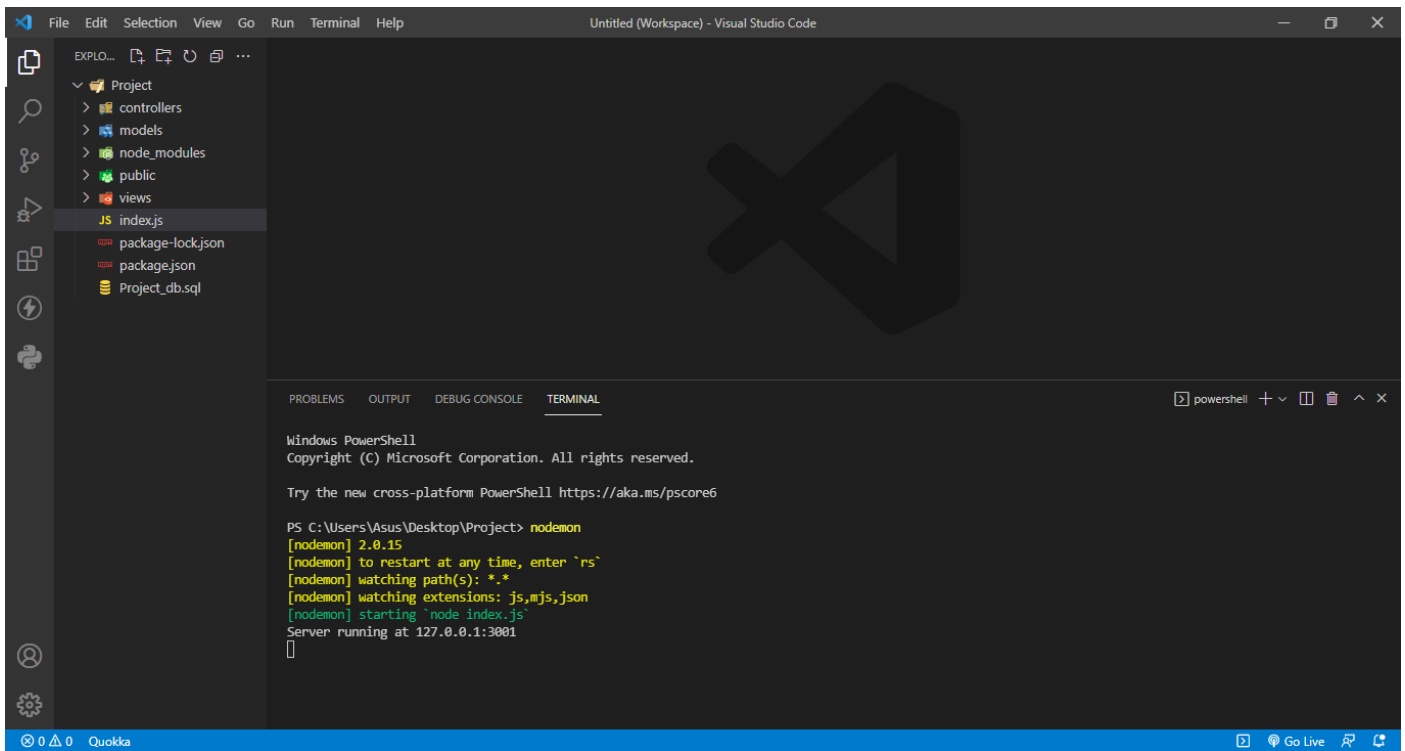 File Edit Selection View Go Run Terminal Help Untitled (Workspace) - Visual Studio Code
EXPLO...
Project
controllers
models
node_modules
public
views
JS index.js
package-lock.json
package.json
Project_db.sql
PROBLEMS OUTPUT DEBUG CONSOLE TERMINAL powershell
Windows PowerShell
Copyright (C) Microsoft Corporation. All rights reserved.
Try the new cross-platform PowerShell https://aka.ms/pscore6
PS C:\Users\Asus\Desktop\Project> nodemon
[nodemon] 2.0.15
[nodemon] to restart at any time, enter `rs`
[nodemon] watching path(s): *.*
[nodemon] watching extensions: js,mjs,json
[nodemon] starting `node index.js`
Server running at 127.0.0.1:3001
0 0 Quokka Go Live